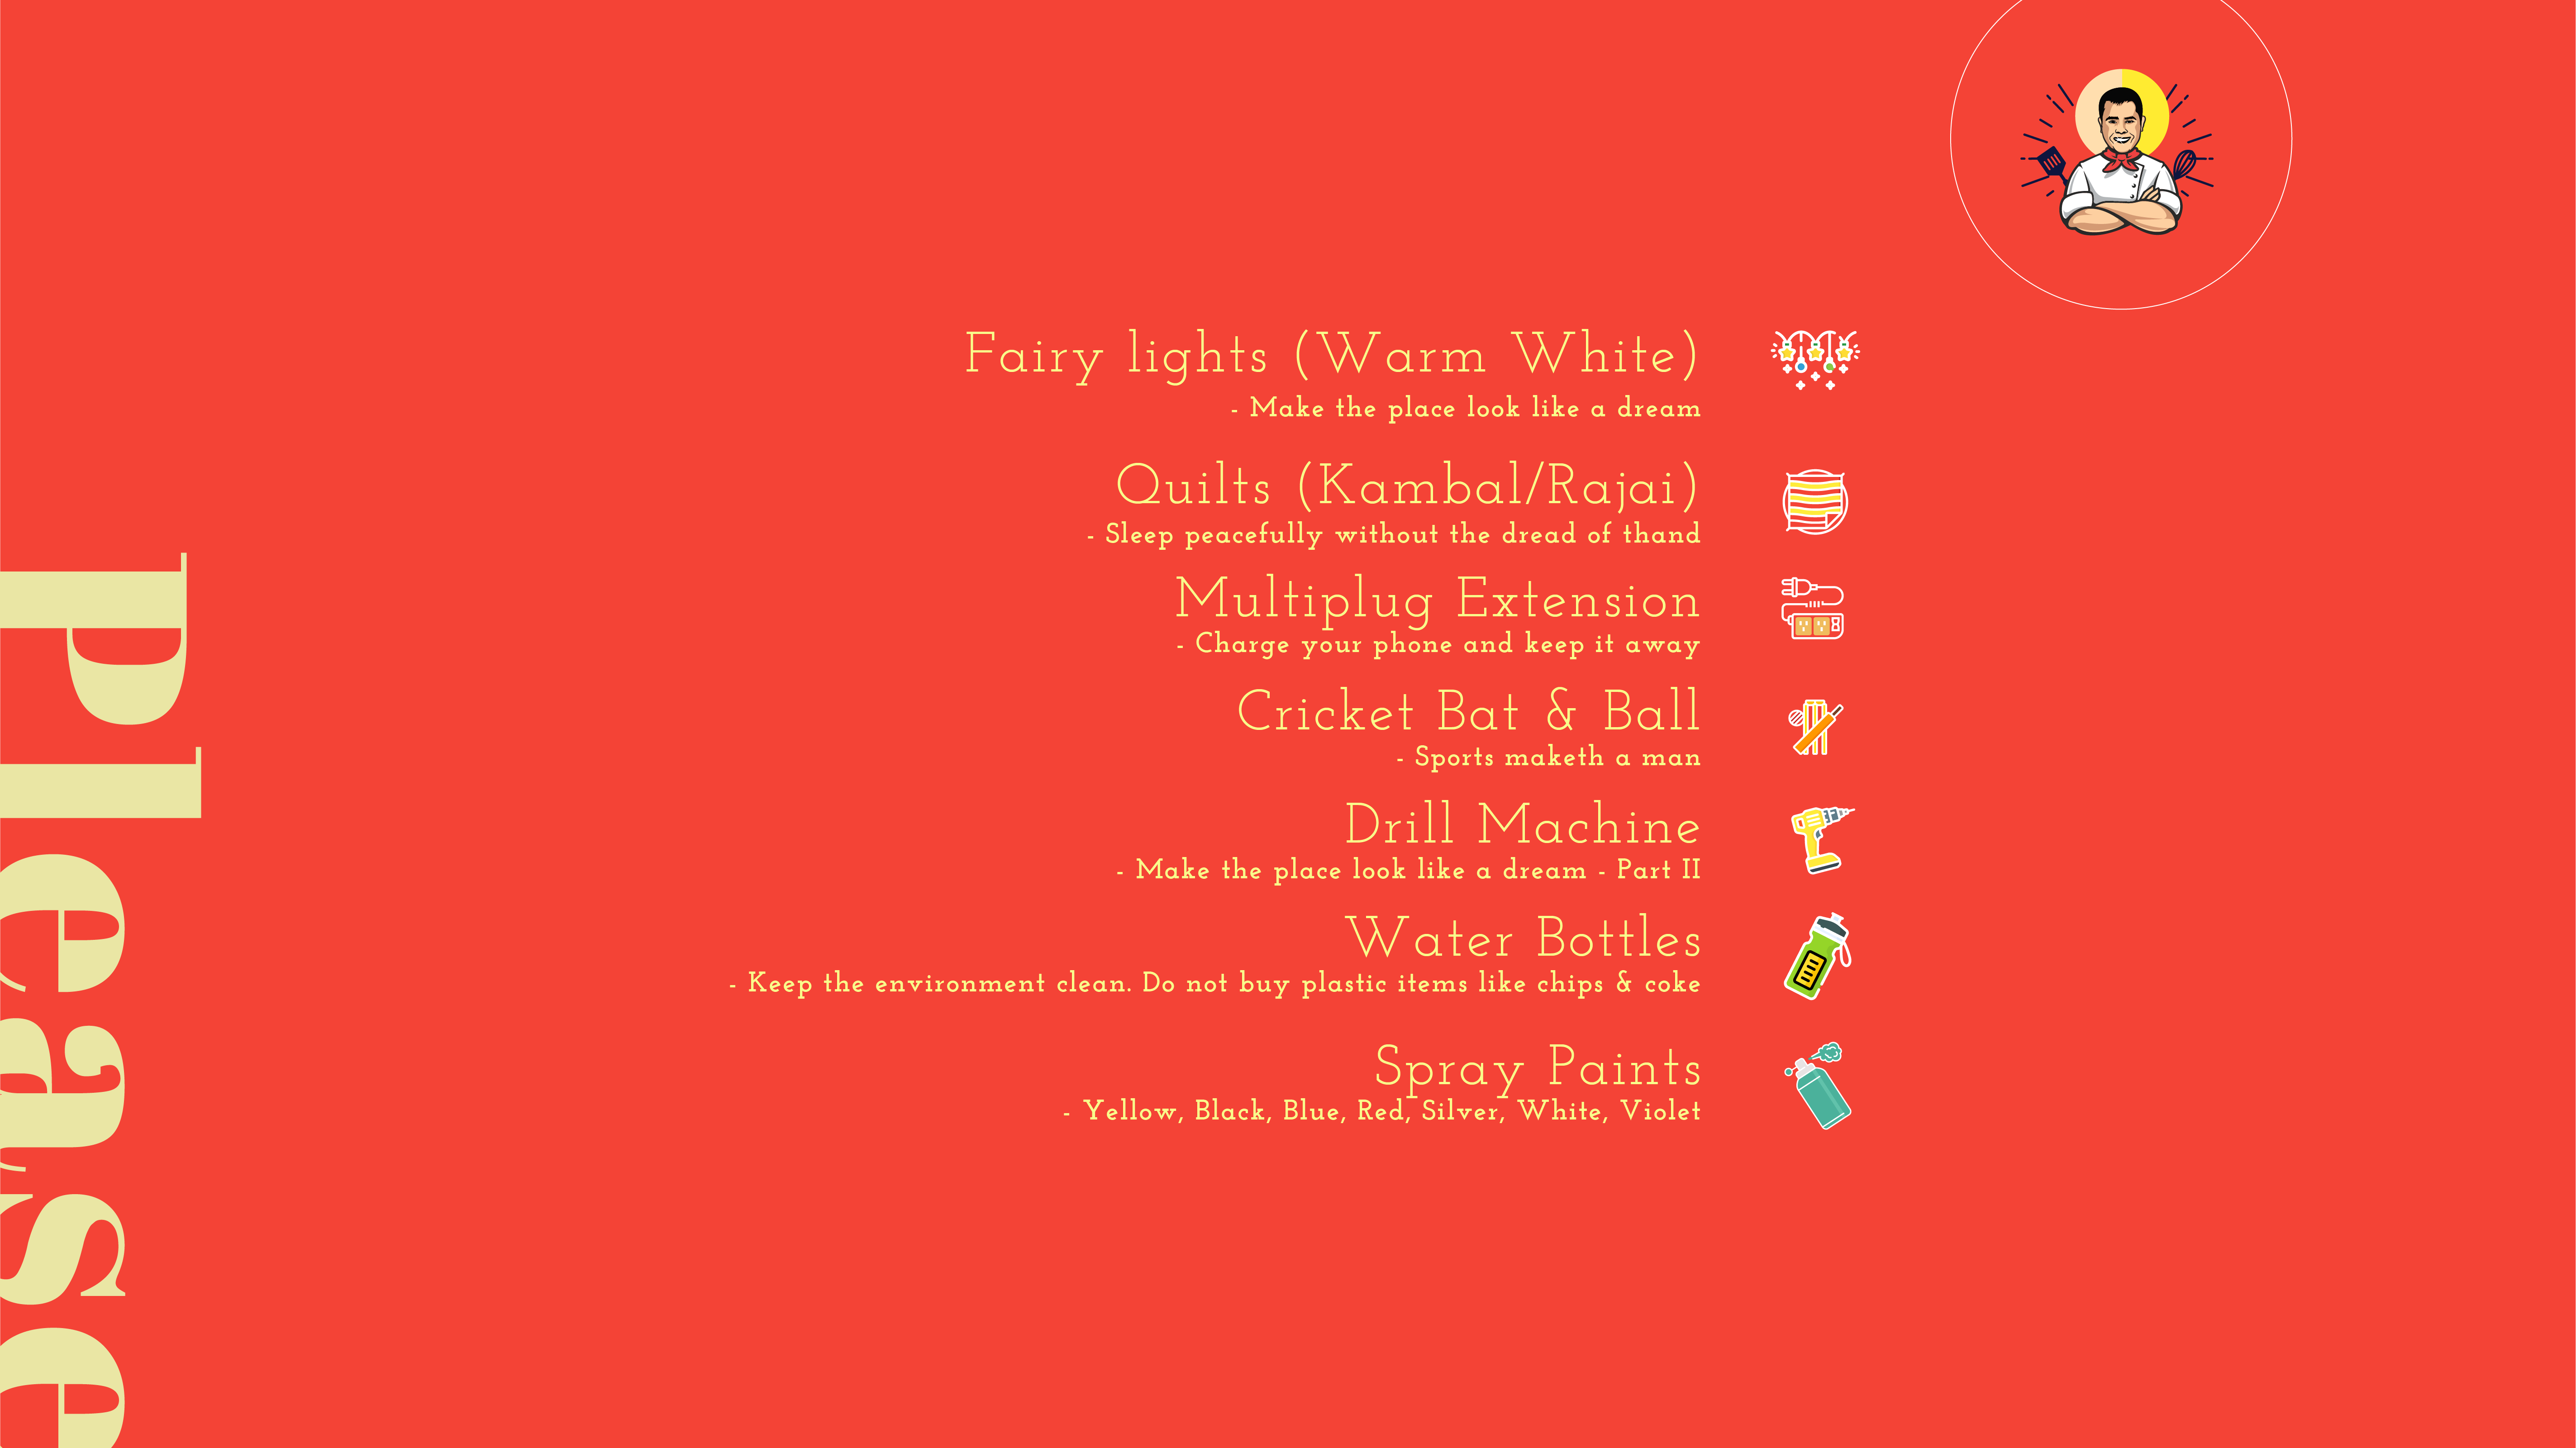 Please
Fairy lights (Warm White)
- Make the place look like a dream
Quilts (Kambal/Rajai)
- Sleep peacefully without the dread of thand
Multiplug Extension
- Charge your phone and keep it away
Cricket Bat & Ball
- Sports maketh a man
Drill Machine
- Make the place look like a dream - Part II
Water Bottles
- Keep the environment clean. Do not buy plastic items like chips & coke
Spray Paints
- Yellow, Black, Blue, Red, Silver, White, Violet